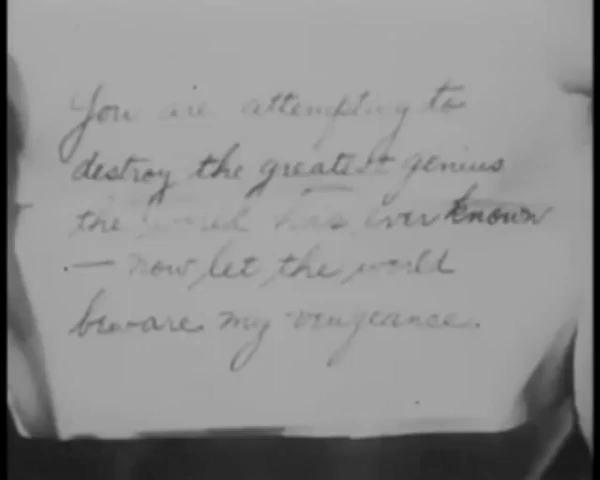 You are attempting to
destroy the greatest genius
the world has ever known
— now let the world
beware my vengeance.